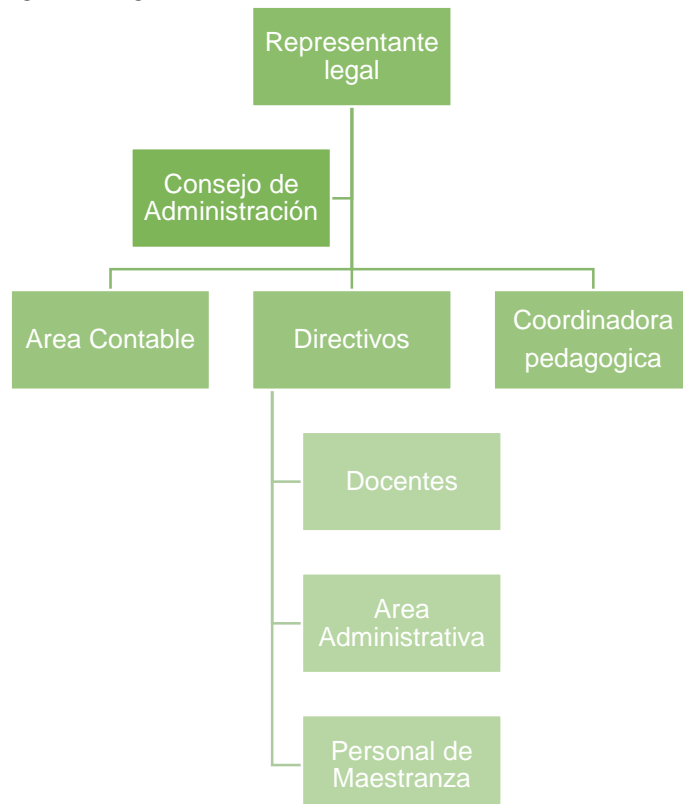 Representante
legal
Consejo de
Administración
Area Contable
Directivos
Coordinadora
pedagogica
Docentes
Area
Administrativa
Personal de
Maestranza